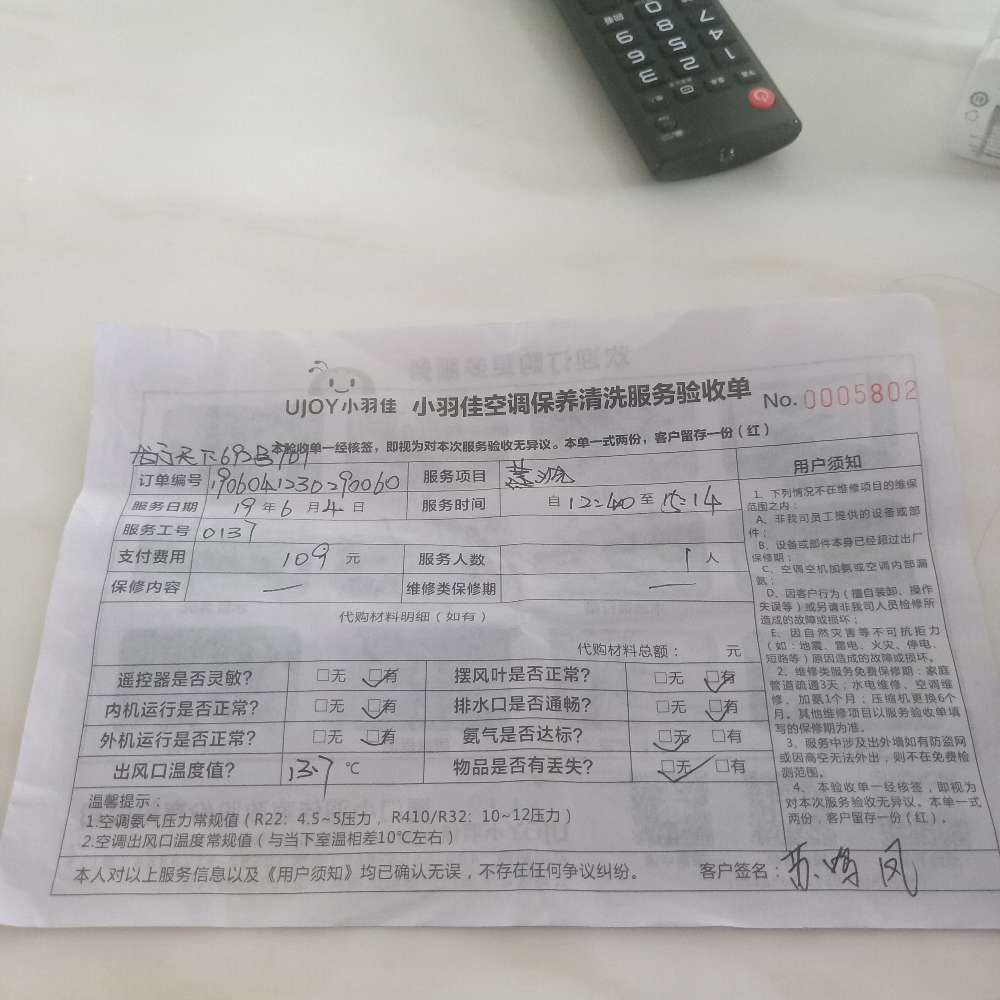 UJOY小羽佳 小羽佳空调保养清洗服务验收单 No. 0005802
本验收单一经核签，即视为对本次服务验收无异议。本单一式两份，客户留存一份（红）
订单编号 1906041230290060 服务项目
服务日期 19年6月4日 服务时间 自12:40至15:14
服务工号 0137
支付费用 109元 服务人数 1人
保修内容 — 维修类保修期 —
代购材料明细（如有）
代购材料总额： 元
遥控器是否灵敏？ □无 □有 摆风叶是否正常？ □无 □有
内机运行是否正常？ □无 □有 排水口是否通畅？ □无 □有
外机运行是否正常？ □无 □有 氨气是否达标？ □无 □有
出风口温度值？ 13.7 ℃ 物品是否有丢失？ □无 □有
温馨提示：
1.空调氨气压力常规值（R22：4.5~5压力，R410/R32：10~12压力）
2.空调出风口温度常规值（与当下室温相差10℃左右）
本人对以上服务信息以及《用户须知》均已确认无误，不存在任何争议纠纷。 客户签名：苏鸣凤
用户须知
1、下列情况不在维修项目的维保
范围之内：
A、非我司员工提供的设备或部
件；
B、设备或部件本身已经超过出厂
保修期；
C、空调空机加氨或空调内部漏
氨；
D、因客户行为（擅自装卸、操作
失误等）或另请非我司人员检修所
造成的故障或损坏；
E、因自然灾害等不可抗拒力
（如：地震、雷电、火灾、停电、
短路等）原因造成的故障或损坏。
2、维修类服务免费保修期：家庭
管道疏通3天；水电维修、空调维
修、加氨1个月；压缩机更换6个
月。其他维修项目以服务验收单填
写的保修期为准。
3、服务中涉及出外墙如有防盗网
或因高空无法外出，则不在免费检
测范围。
4、本验收单一经核签，即视为
对本次服务验收无异议。本单一式
两份，客户留存一份（红）。